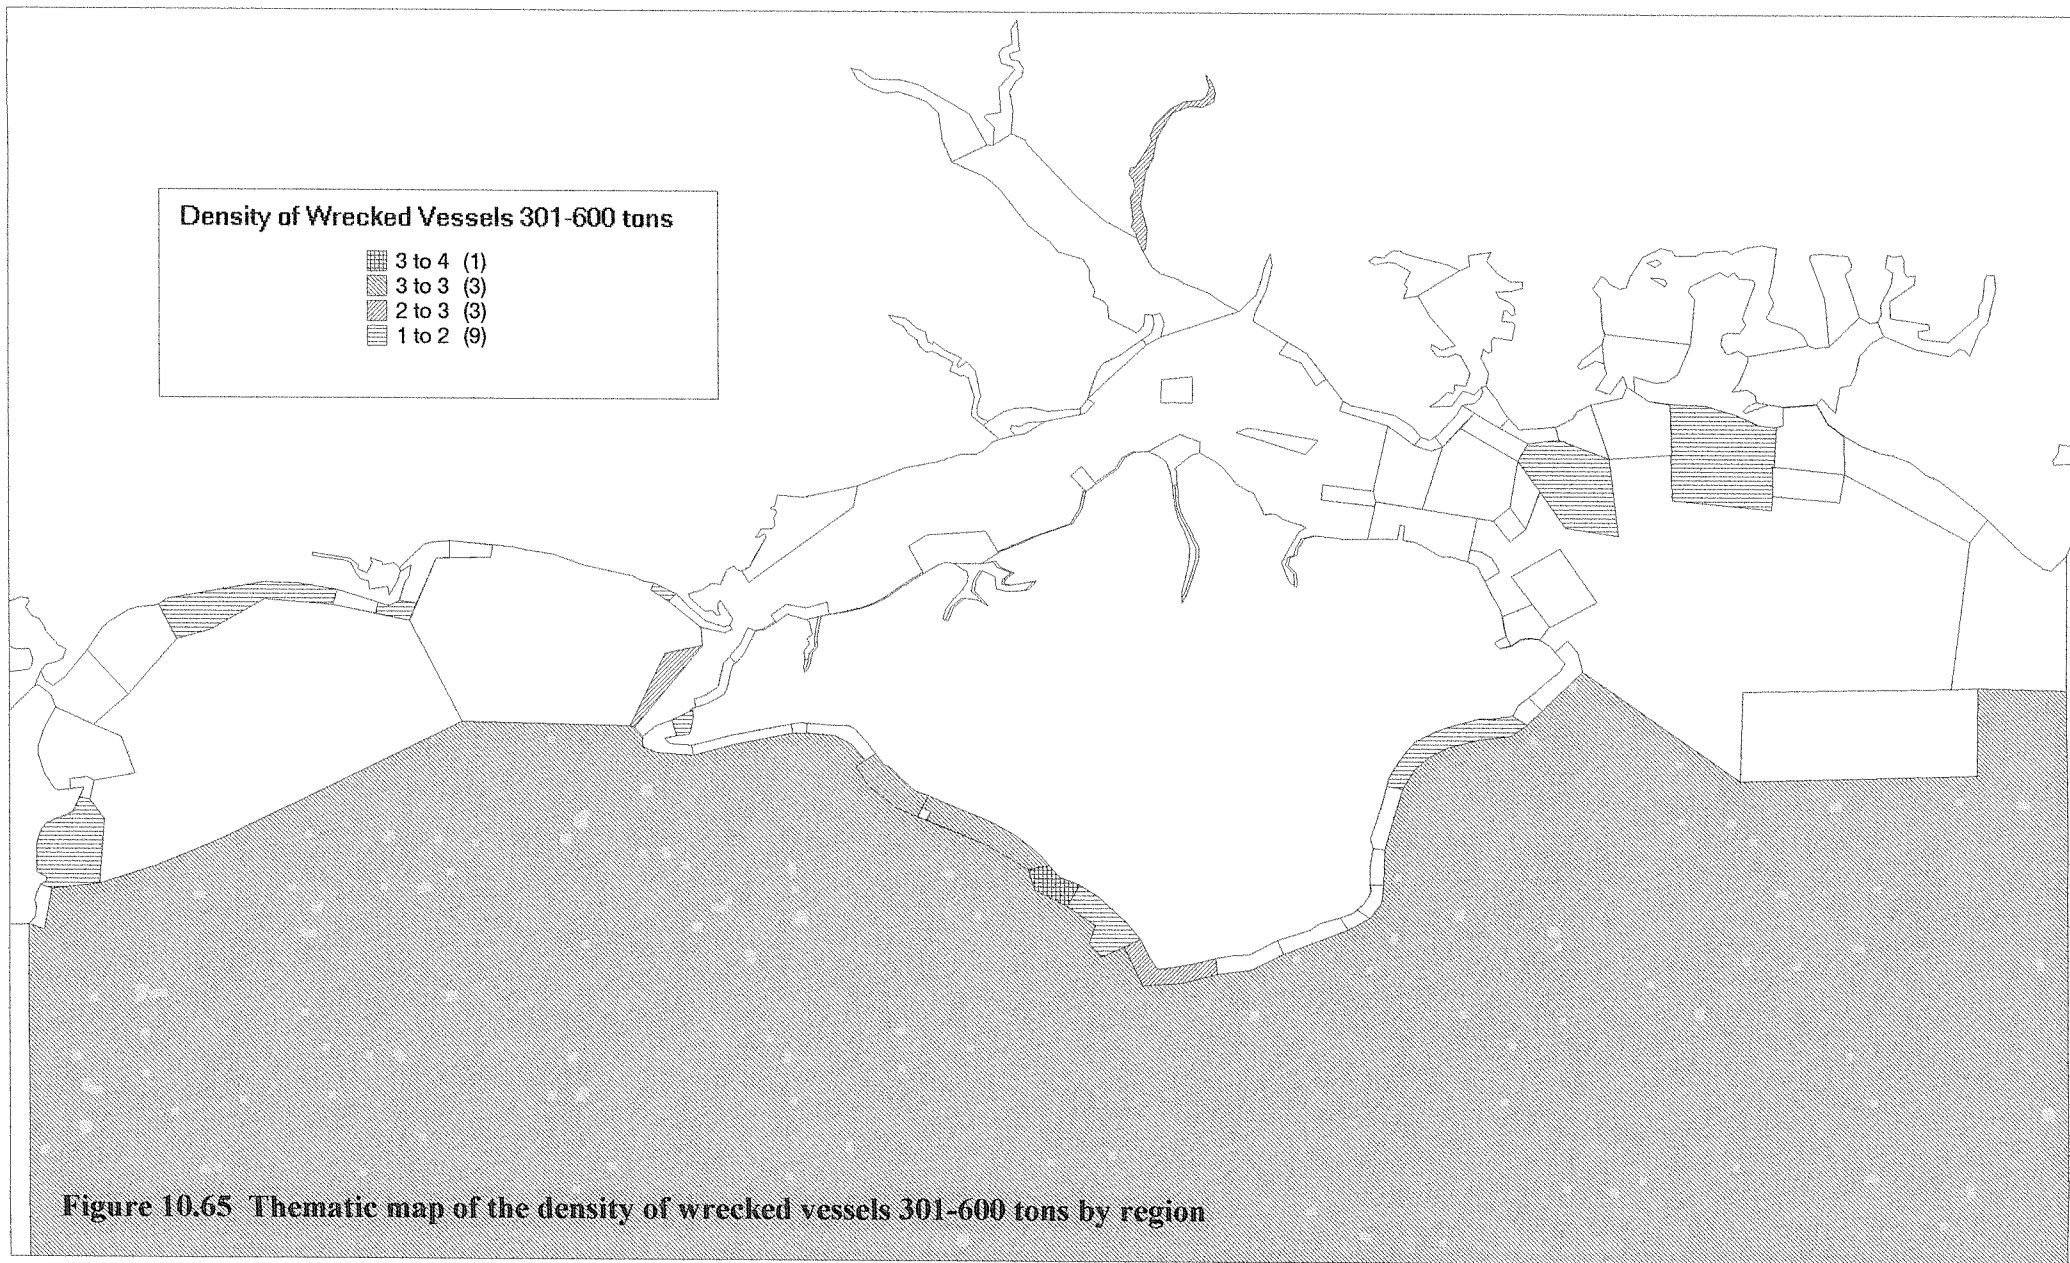 Density of Wrecked Vessels 301-600 tons
3 to 4 (1)
3 to 3 (3)
2 to 3 (3)
1 to 2 (9)
Figure 10.65 Thematic map of the density of wrecked vessels 301-600 tons by region